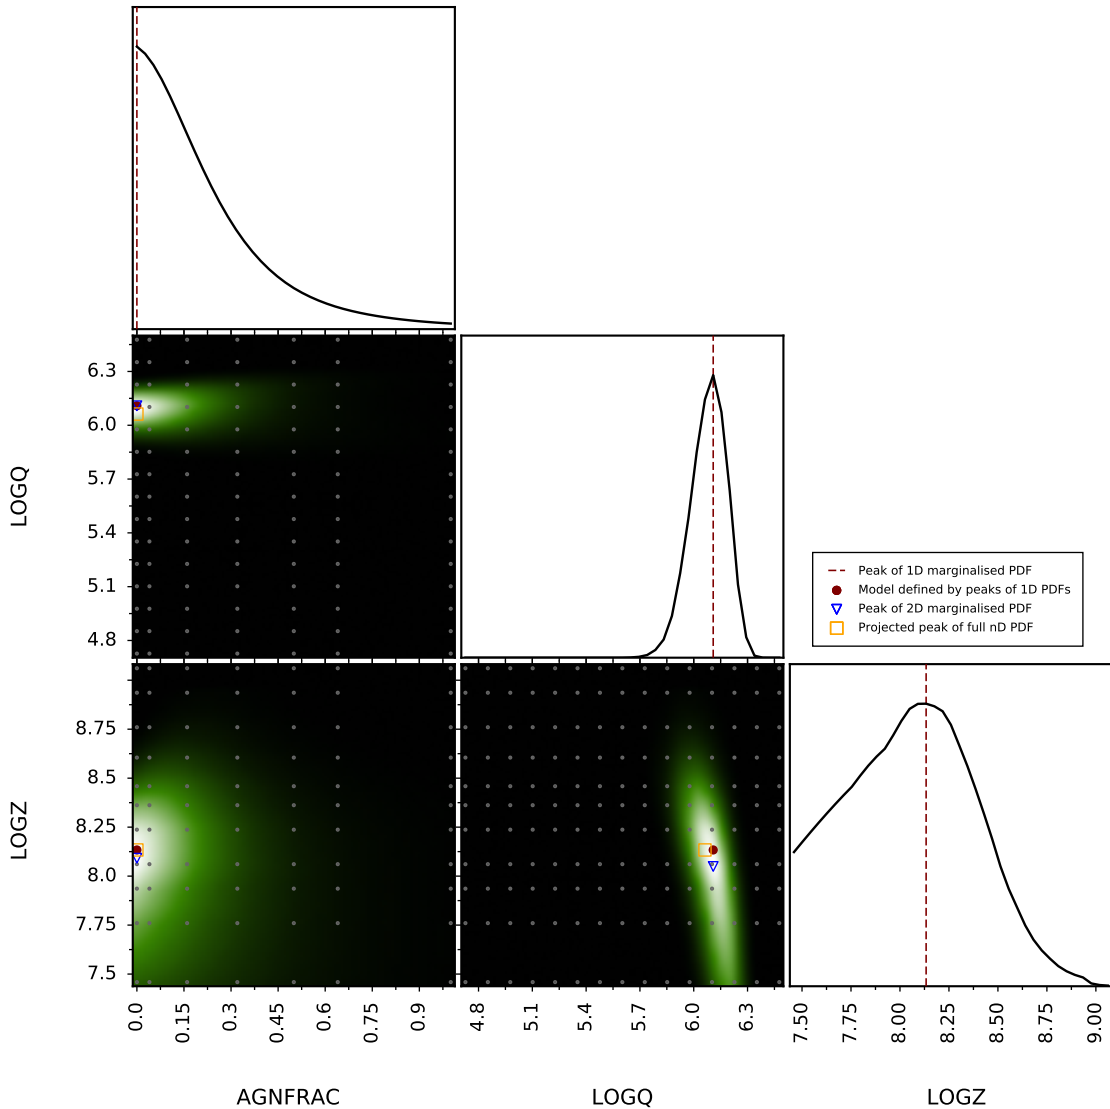 6.3
6.0
5.7
5.4
5.1
4.8
LOGQ
Peak of 1D marginalised PDF
Model defined by peaks of 1D PDFs
Peak of 2D marginalised PDF
Projected peak of full nD PDF
8.75
8.5
8.25
8.0
7.75
7.5
LOGZ
0.0 0.15 0.3 0.45 0.6 0.75 0.9
4.8 5.1 5.4 5.7 6.0 6.3
7.50 7.75 8.00 8.25 8.50 8.75 9.00
AGNFRAC LOGQ LOGZ